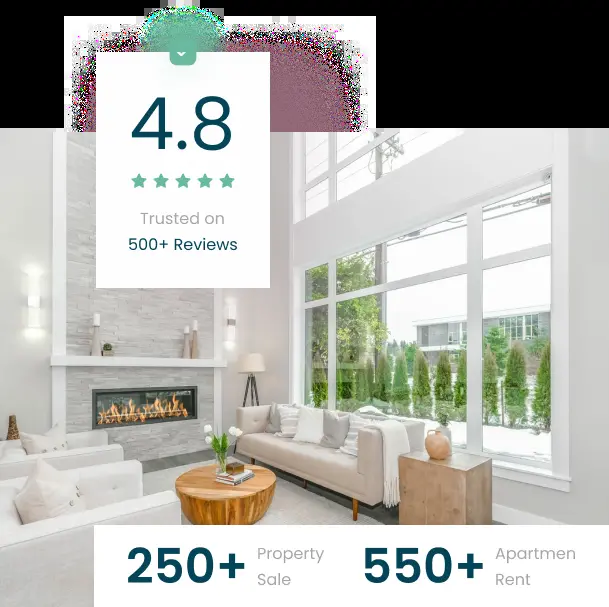 4.8
Trusted on
500+ Reviews
250+
Property
Sale
550+
Apartmen
Rent